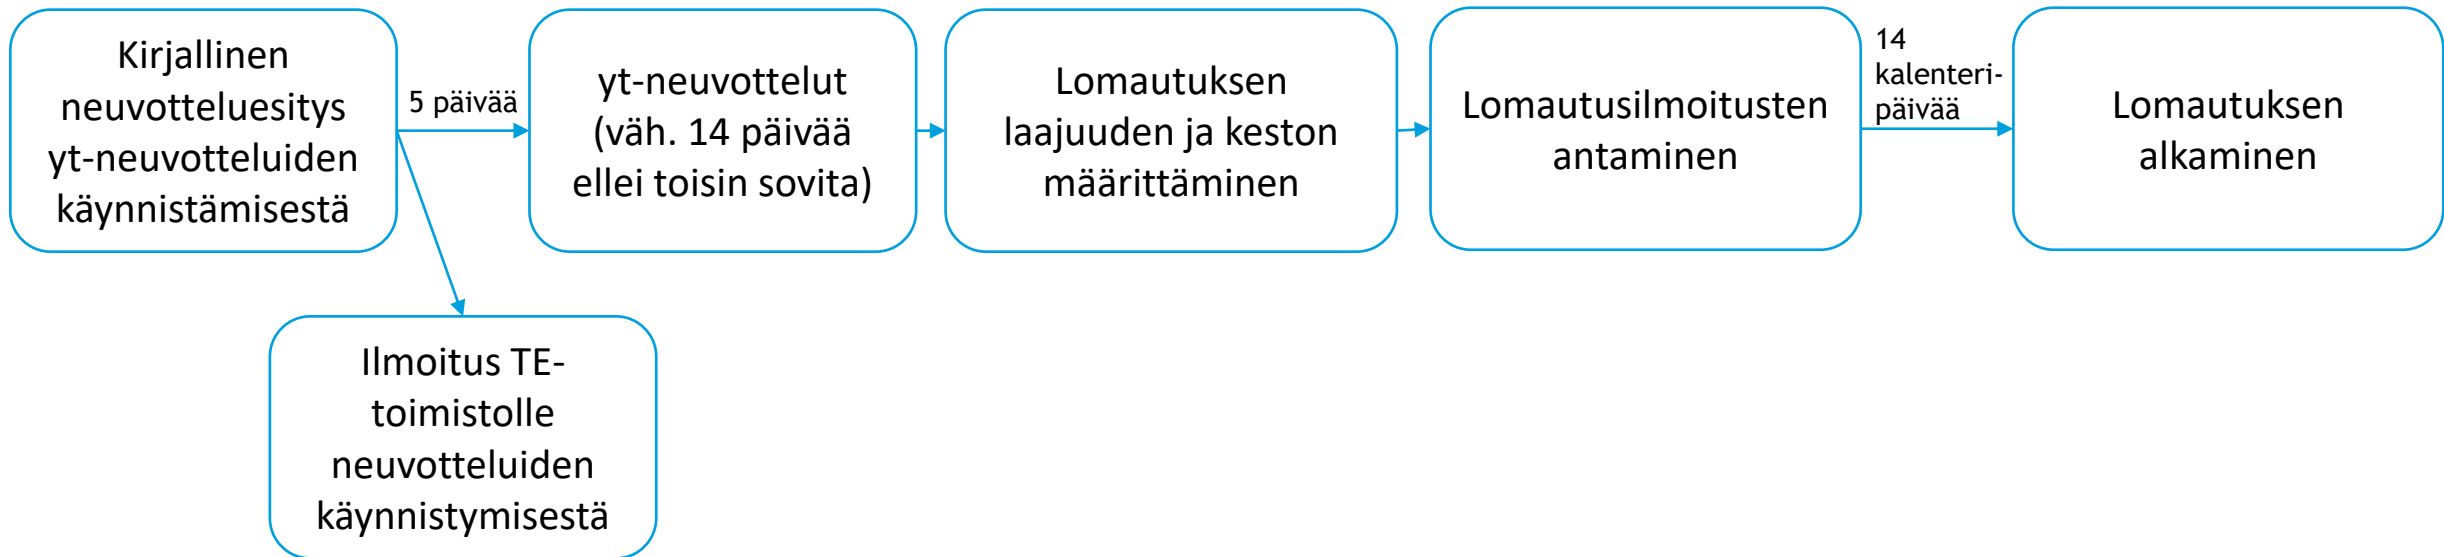 Kirjallinen
neuvotteluesitys
yt-neuvotteluiden
käynnistämisestä
5 päivää
yt-neuvottelut
(väh. 14 päivää
ellei toisin sovita)
Lomautuksen
laajuuden ja keston
määrittäminen
Lomautusilmoitusten
antaminen
14
kalenteri-
päivää
Lomautuksen
alkaminen
Ilmoitus TE-
toimistolle
neuvotteluiden
käynnistymisestä